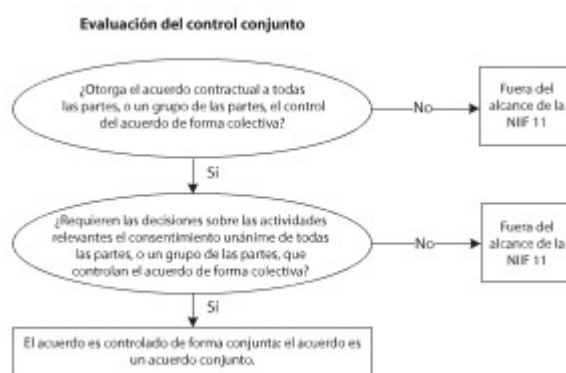 Evaluación del control conjunto
¿Otorga el acuerdo contractual a todas
las partes, o un grupo de las partes, el control
del acuerdo de forma colectiva?
No
Fuera del
alcance de la
NIIF 11
Si
¿Requieren las decisiones sobre las actividades
relevantes el consentimiento unánime de todas
las partes, o un grupo de las partes, que
controlan el acuerdo de forma colectiva?
No
Fuera del
alcance de la
NIIF 11
Si
El acuerdo es controlado de forma conjunta: el acuerdo es
un acuerdo conjunto.